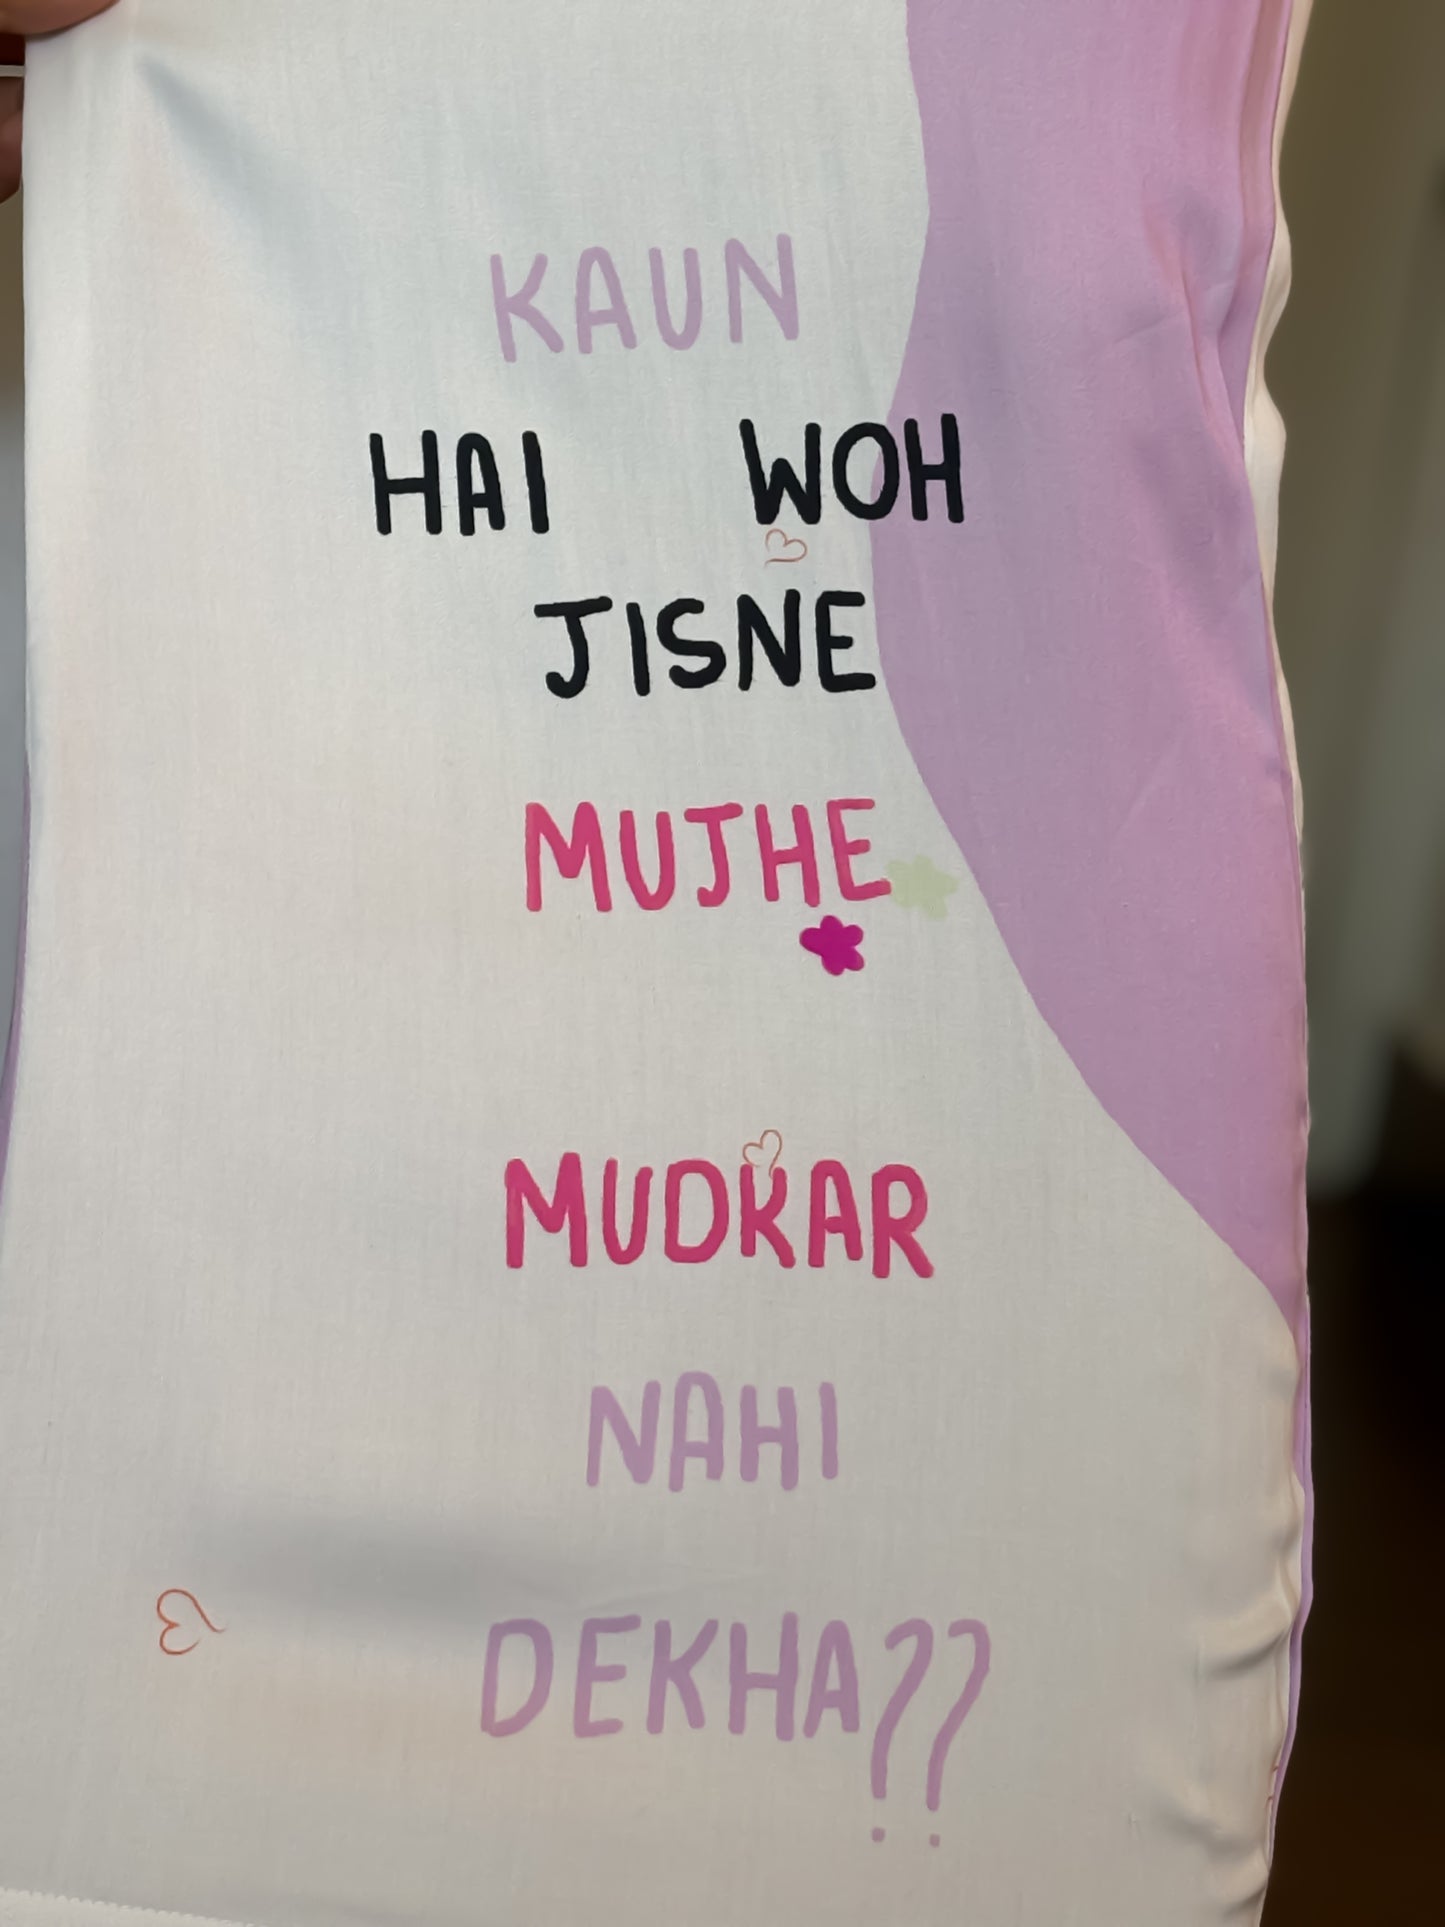 KAUN
HAI WOH
JISNE
MUJHE
MUDKAR
NAHI
DEKHA??